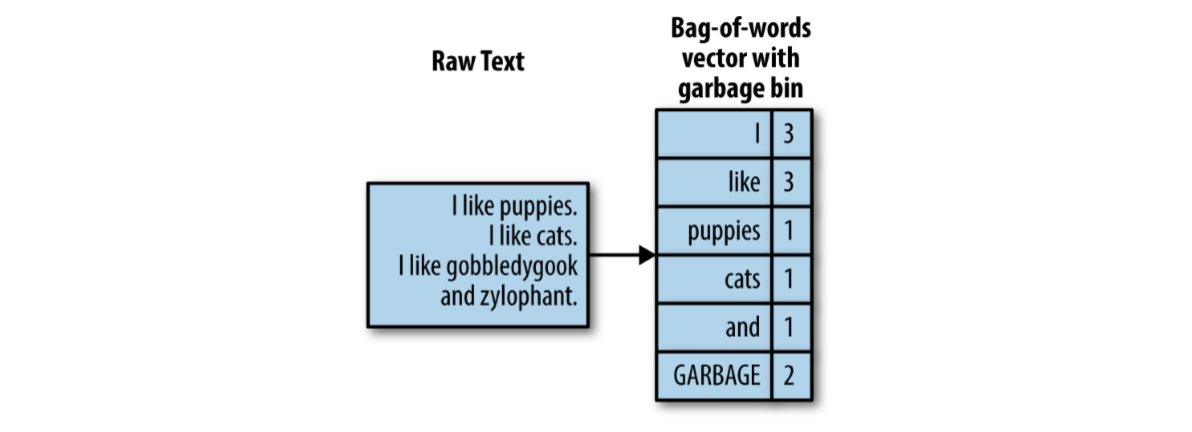 Raw Text
I like puppies.
I like cats.
I like gobbledygook
and zylophant.
Bag-of-words
vector with
garbage bin
I 3
like 3
puppies 1
cats 1
and 1
GARBAGE 2